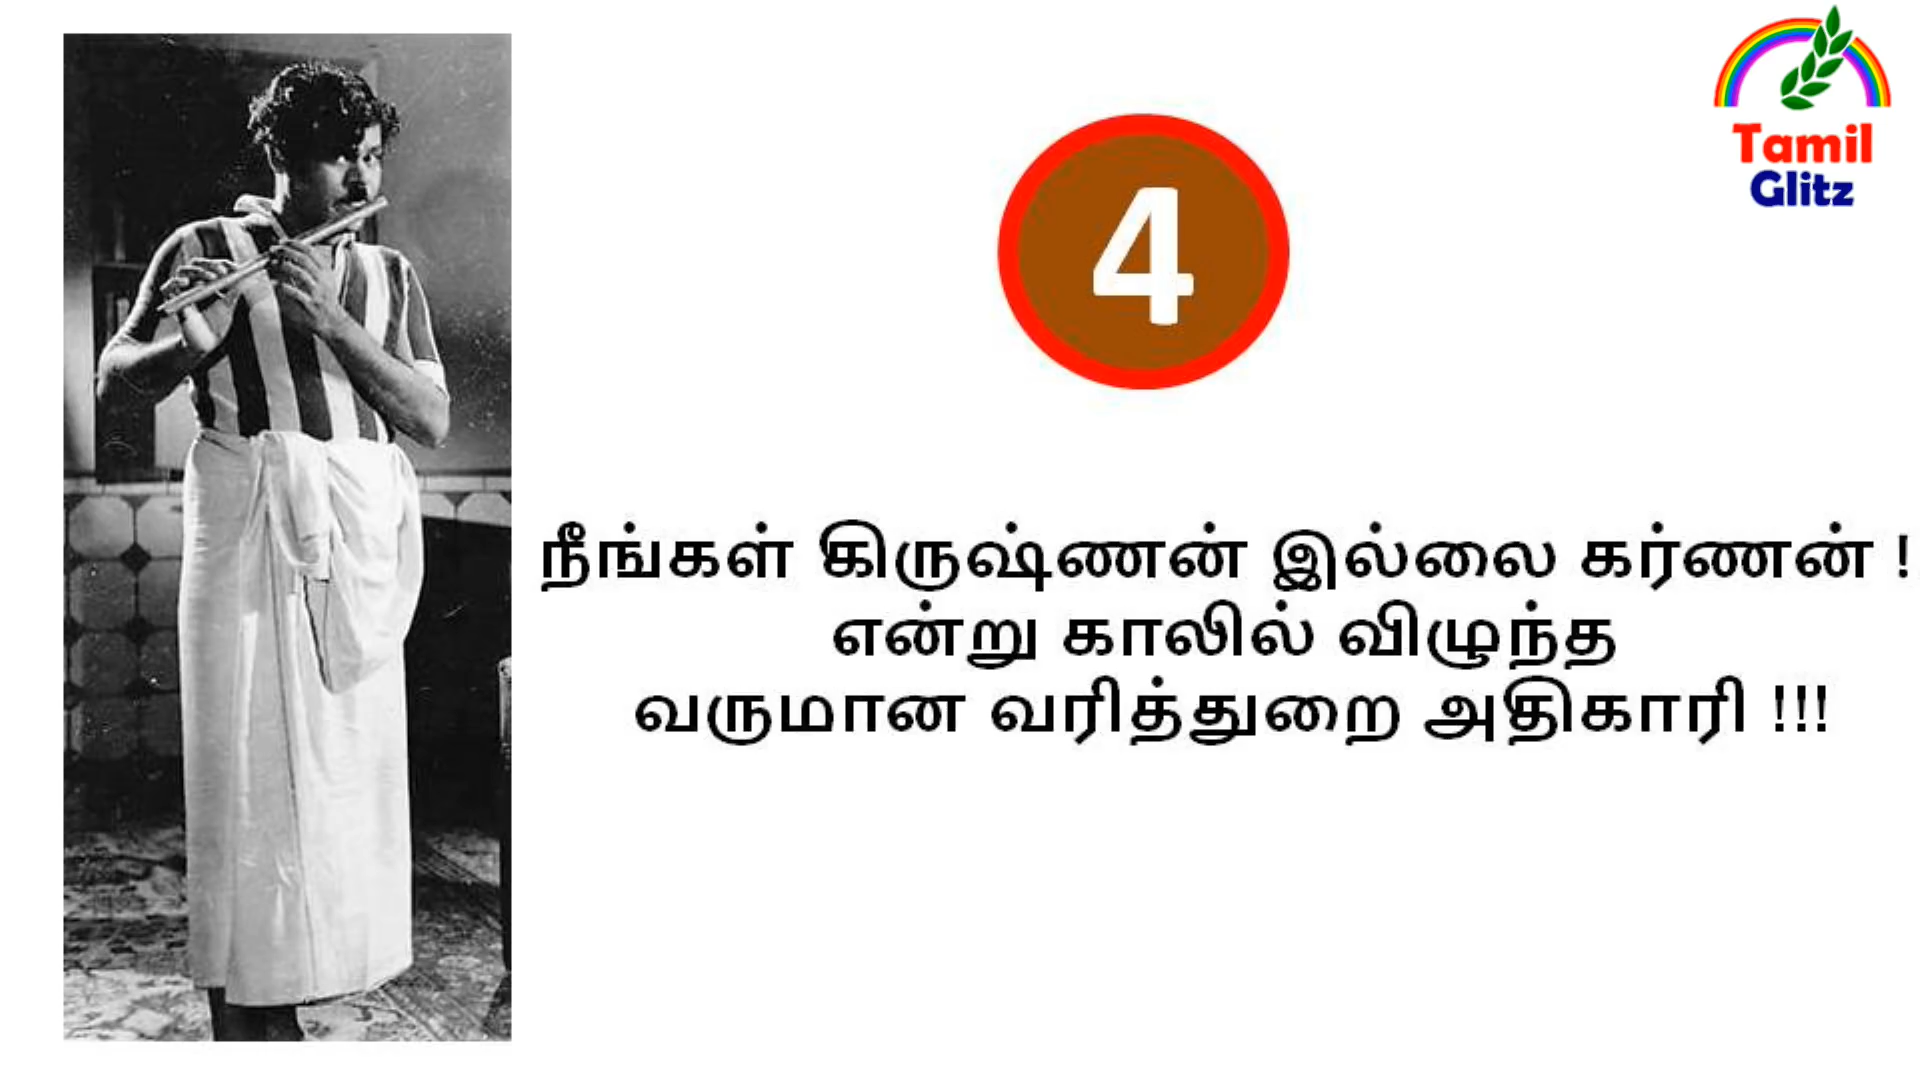 Tamil
Glitz
4
நீங்கள் கிருஷ்ணன் இல்லை கர்ணன் !
என்று காலில் விழுந்த
வருமான வரித்துறை அதிகாரி !!!